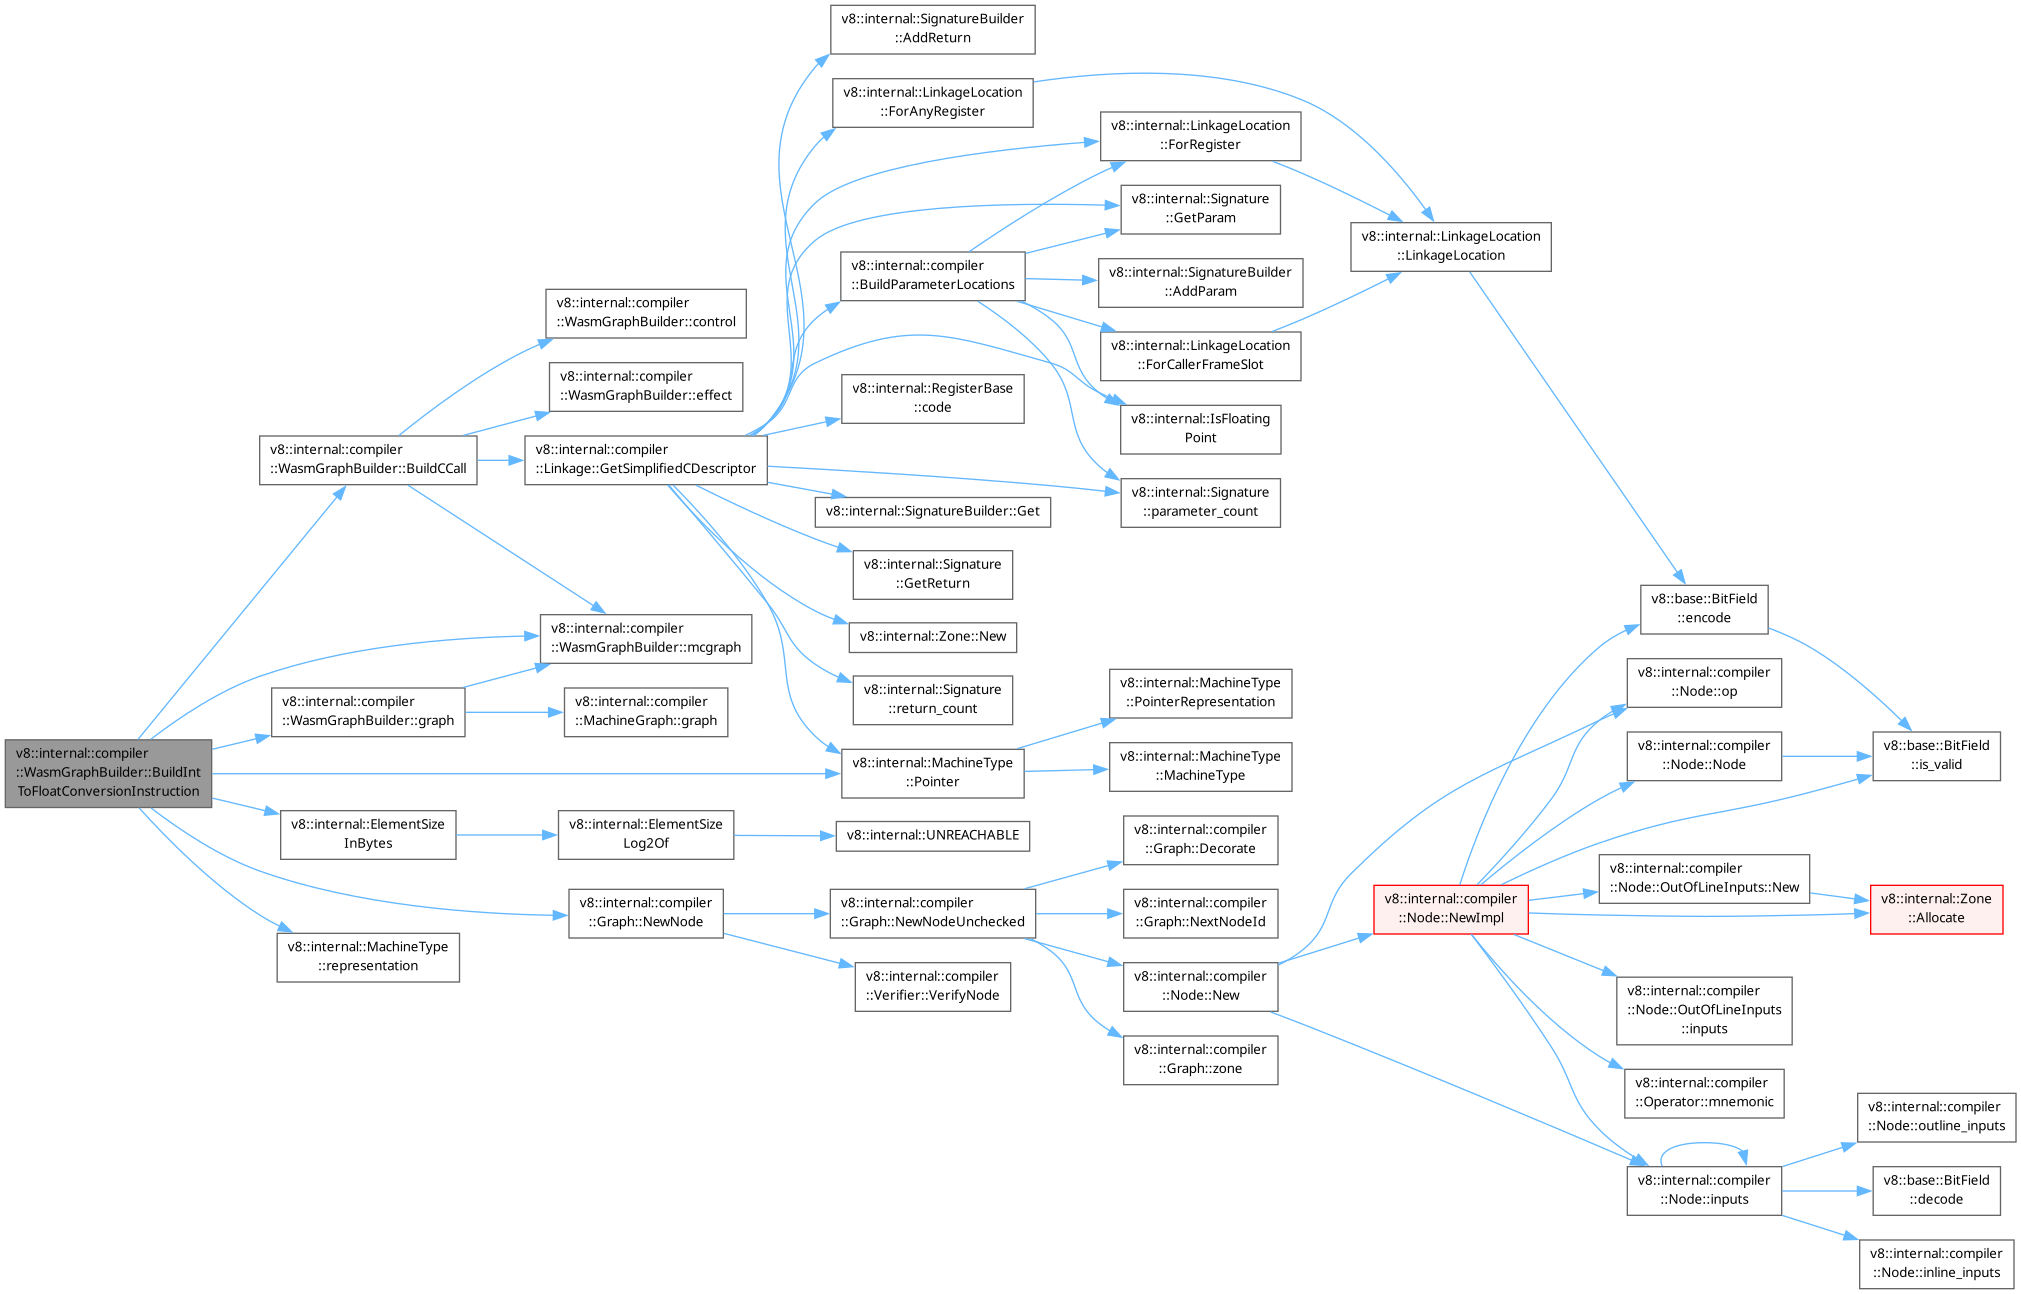 v8::internal::SignatureBuilder
::AddReturn
v8::internal::LinkageLocation
::ForAnyRegister
v8::internal::LinkageLocation
::ForRegister
v8::internal::Signature
::GetParam
v8::internal::LinkageLocation
::LinkageLocation
v8::internal::compiler
::BuildParameterLocations
v8::internal::SignatureBuilder
::AddParam
v8::internal::compiler
::WasmGraphBuilder::control
v8::internal::LinkageLocation
::ForCallerFrameSlot
v8::internal::compiler
::WasmGraphBuilder::effect
v8::internal::RegisterBase
::code
v8::internal::IsFloating
Point
v8::internal::compiler
::WasmGraphBuilder::BuildCCall
v8::internal::compiler
::Linkage::GetSimplifiedCDescriptor
v8::internal::Signature
::parameter_count
v8::internal::SignatureBuilder::Get
v8::internal::Signature
::GetReturn
v8::base::BitField
::encode
v8::internal::compiler
::WasmGraphBuilder::mcgraph
v8::internal::Zone::New
v8::internal::compiler
::Node::op
v8::internal::Signature
::return_count
v8::internal::MachineType
::PointerRepresentation
v8::internal::compiler
::WasmGraphBuilder::graph
v8::internal::compiler
::MachineGraph::graph
v8::internal::compiler
::Node::Node
v8::base::BitField
::is_valid
v8::internal::compiler
::WasmGraphBuilder::BuildInt
ToFloatConversionInstruction
v8::internal::MachineType
::Pointer
v8::internal::MachineType
::MachineType
v8::internal::ElementSize
InBytes
v8::internal::ElementSize
Log2Of
v8::internal::UNREACHABLE
v8::internal::compiler
::Graph::Decorate
v8::internal::compiler
::Node::OutOfLineInputs::New
v8::internal::compiler
::Graph::NewNode
v8::internal::compiler
::Graph::NewNodeUnchecked
v8::internal::compiler
::Graph::NextNodeId
v8::internal::compiler
::Node::NewImpl
v8::internal::Zone
::Allocate
v8::internal::MachineType
::representation
v8::internal::compiler
::Verifier::VerifyNode
v8::internal::compiler
::Node::New
v8::internal::compiler
::Node::OutOfLineInputs
::inputs
v8::internal::compiler
::Graph::zone
v8::internal::compiler
::Operator::mnemonic
v8::internal::compiler
::Node::outline_inputs
v8::internal::compiler
::Node::inputs
v8::base::BitField
::decode
v8::internal::compiler
::Node::inline_inputs